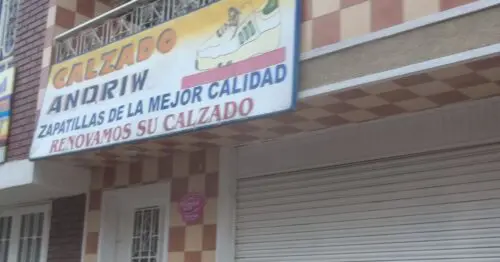 CALZADO
ANDRIW
ZAPATILLAS DE LA MEJOR CALIDAD
RENOVAMOS SU CALZADO